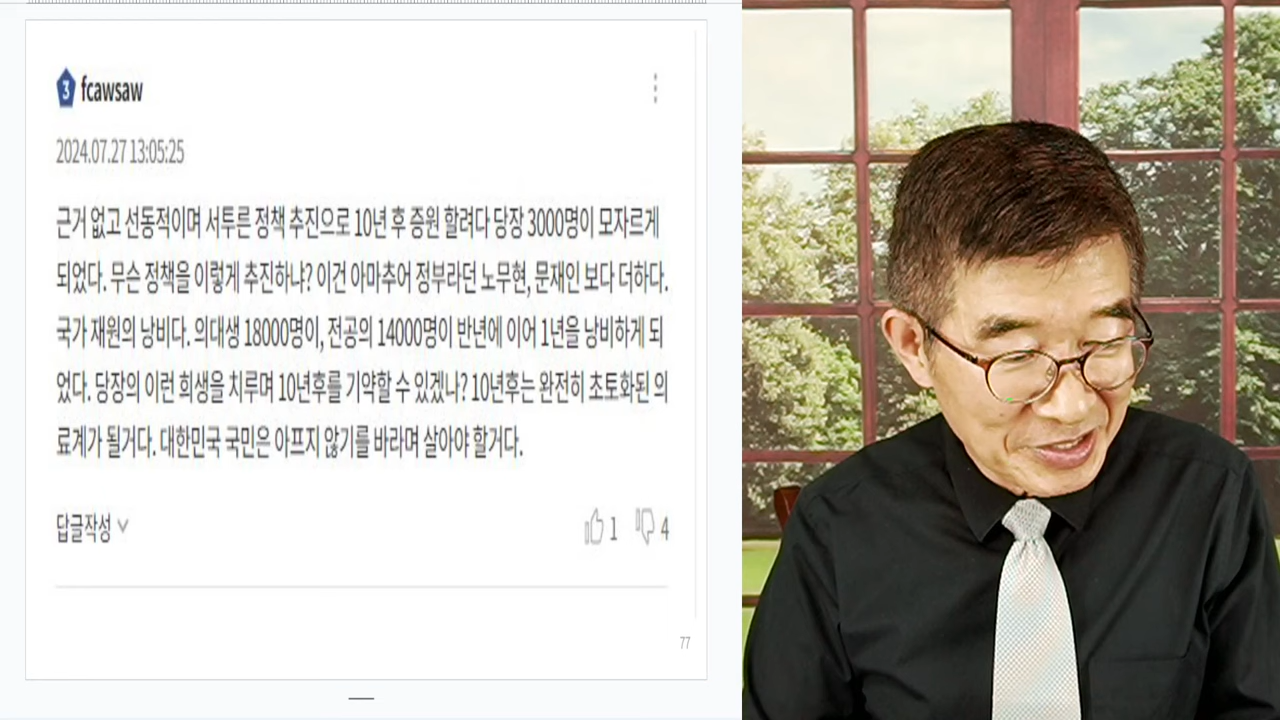 3 fcawsaw
2024.07.27 13:05:25
근거 없고 선동적이며 서투른 정책 추진으로 10년 후 증원 할려다 당장 3000명이 모자르게
되었다. 무슨 정책을 이렇게 추진하냐? 이건 아마추어 정부라던 노무현, 문재인 보다 더하다.
국가 재원의 낭비다. 의대생 18000명이, 전공의 14000명이 반년에 이어 1년을 낭비하게 되
었다. 당장의 이런 희생을 치루며 10년후를 기약할 수 있겠나? 10년후는 완전히 초토화된 의
료계가 될거다. 대한민국 국민은 아프지 않기를 바라며 살아야 할거다.
답글작성
1 4
77